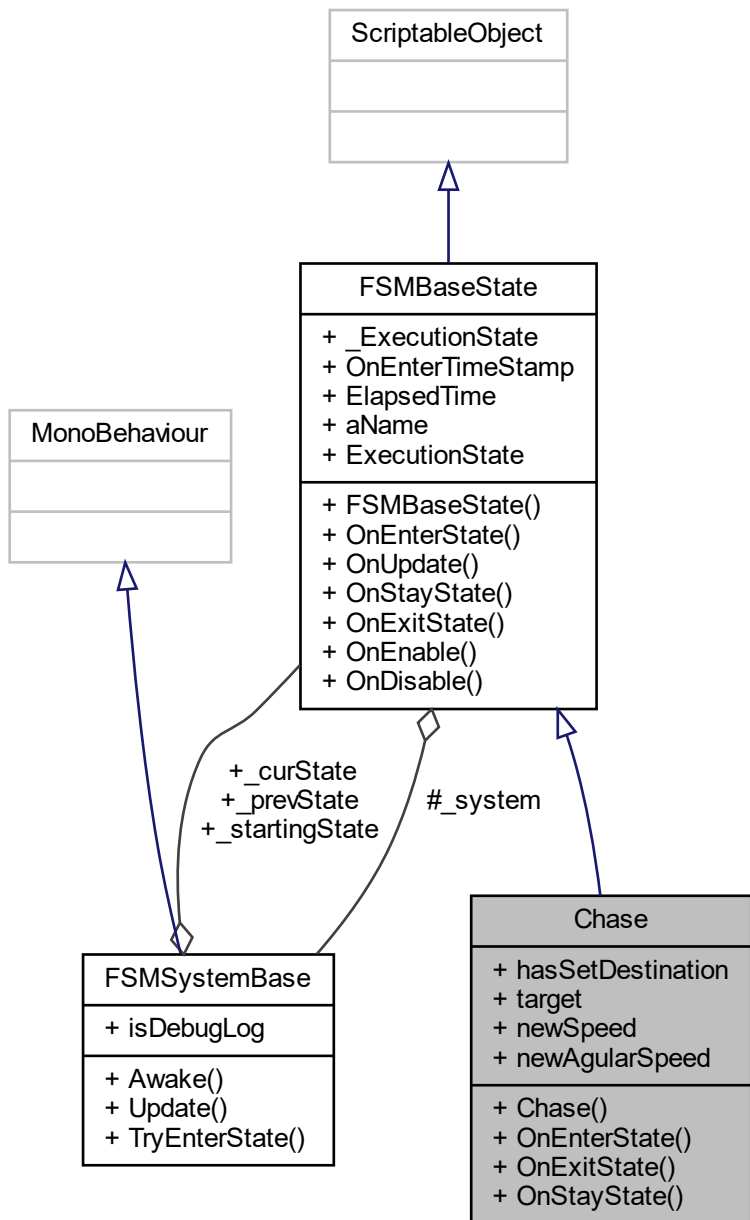 ScriptableObject
FSMBaseState
+ _ExecutionState
+ OnEnterTimeStamp
+ ElapsedTime
+ aName
+ ExecutionState
+ FSMBaseState()
+ OnEnterState()
+ OnUpdate()
+ OnStayState()
+ OnExitState()
+ OnEnable()
+ OnDisable()
MonoBehaviour
+_curState
+_prevState
+_startingState
#_system
FSMSystemBase
+ isDebugLog
+ Awake()
+ Update()
+ TryEnterState()
Chase
+ hasSetDestination
+ target
+ newSpeed
+ newAgularSpeed
+ Chase()
+ OnEnterState()
+ OnExitState()
+ OnStayState()